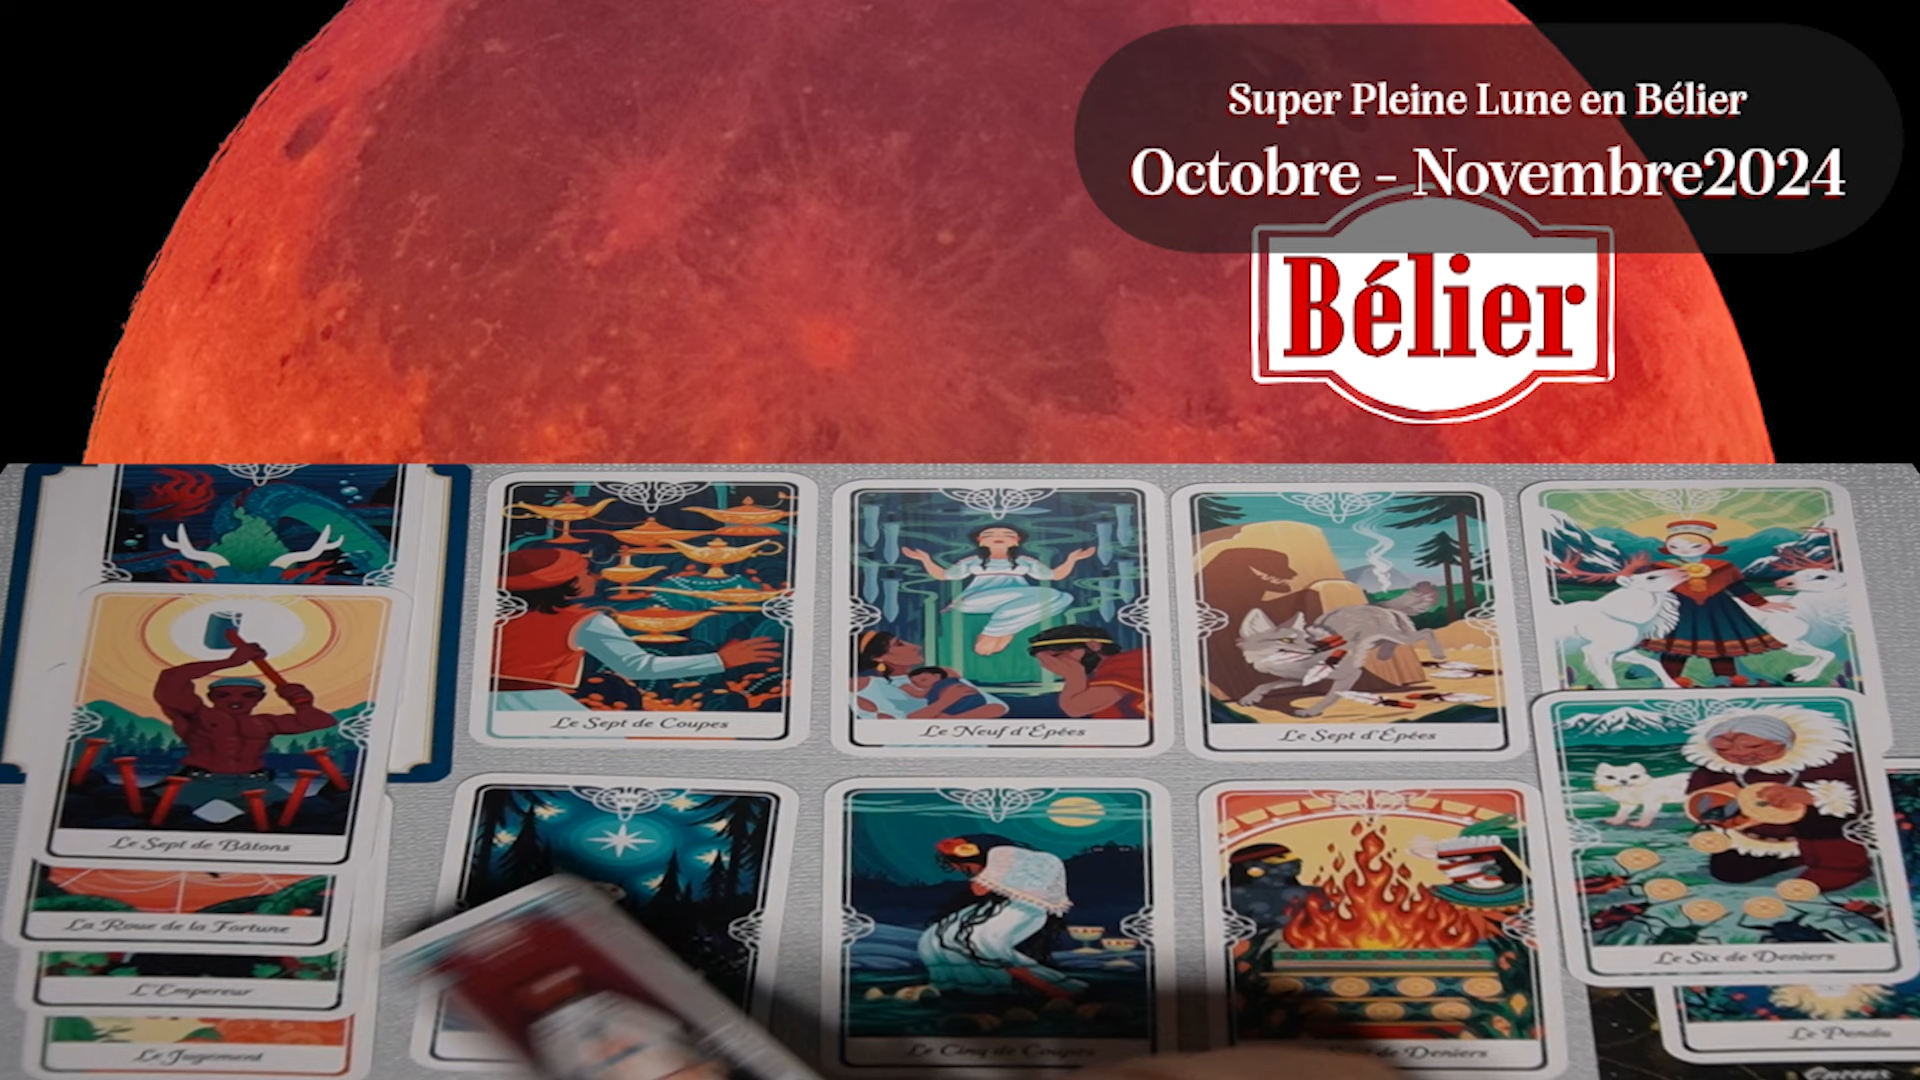 Super Pleine Lune en Bélier
Octobre - Novembre2024
Bélier
Le Sept de Coupes
Le Neuf d'Épées
Le Sept d'Épées
Le Sept de Bâtons
La Roue de la Fortune
L'Empereur
Le Jugement
Le Cinq de Coupes
de Deniers
Le Six de Deniers
Le Pendu